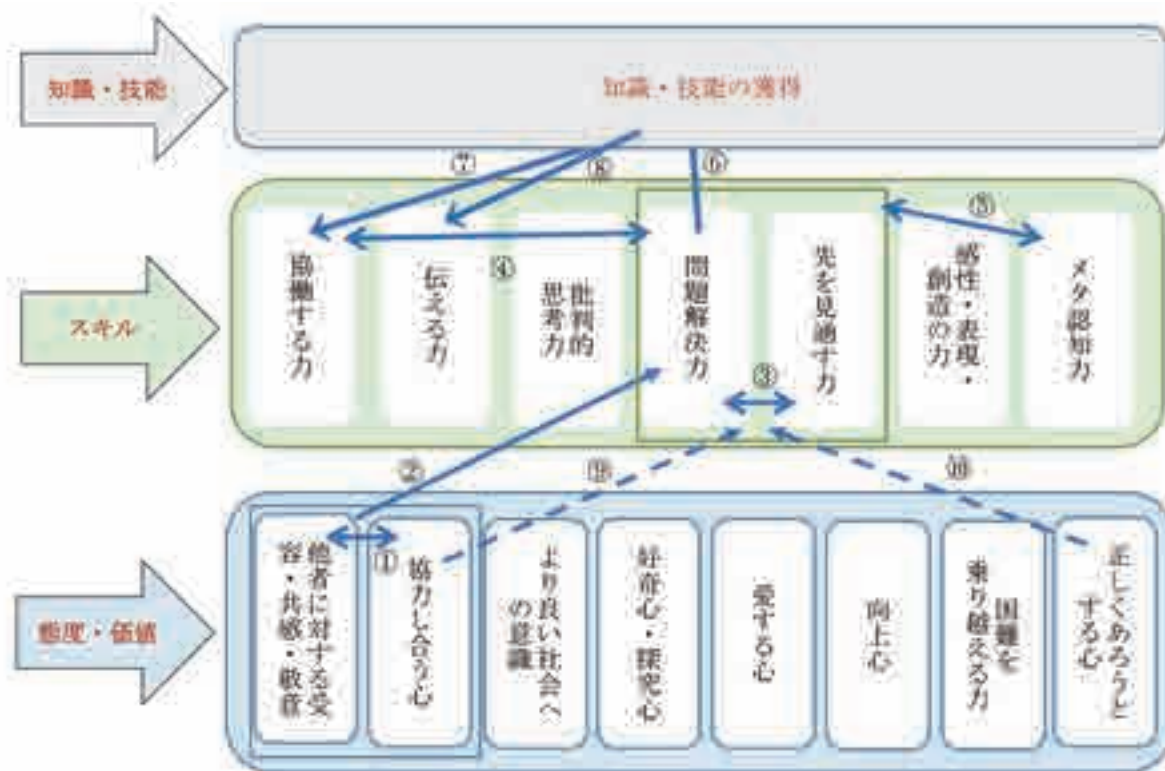 知識・技能
知識・技能の獲得
⑦
⑧
⑥
⑤
スキル
協働する力
④
伝える力
批判的
思考力
問題解決力
③
先を見通す力
感性・表現・
創造の力
メタ認知力
②
⑨
⑩
態度・価値
他者に対する受
容・共感・敬意
①
協力し合う心
より良い社会へ
の意識
好奇心・探究心
愛する心
向上心
困難を
乗り越える力
正しくあろうと
する心